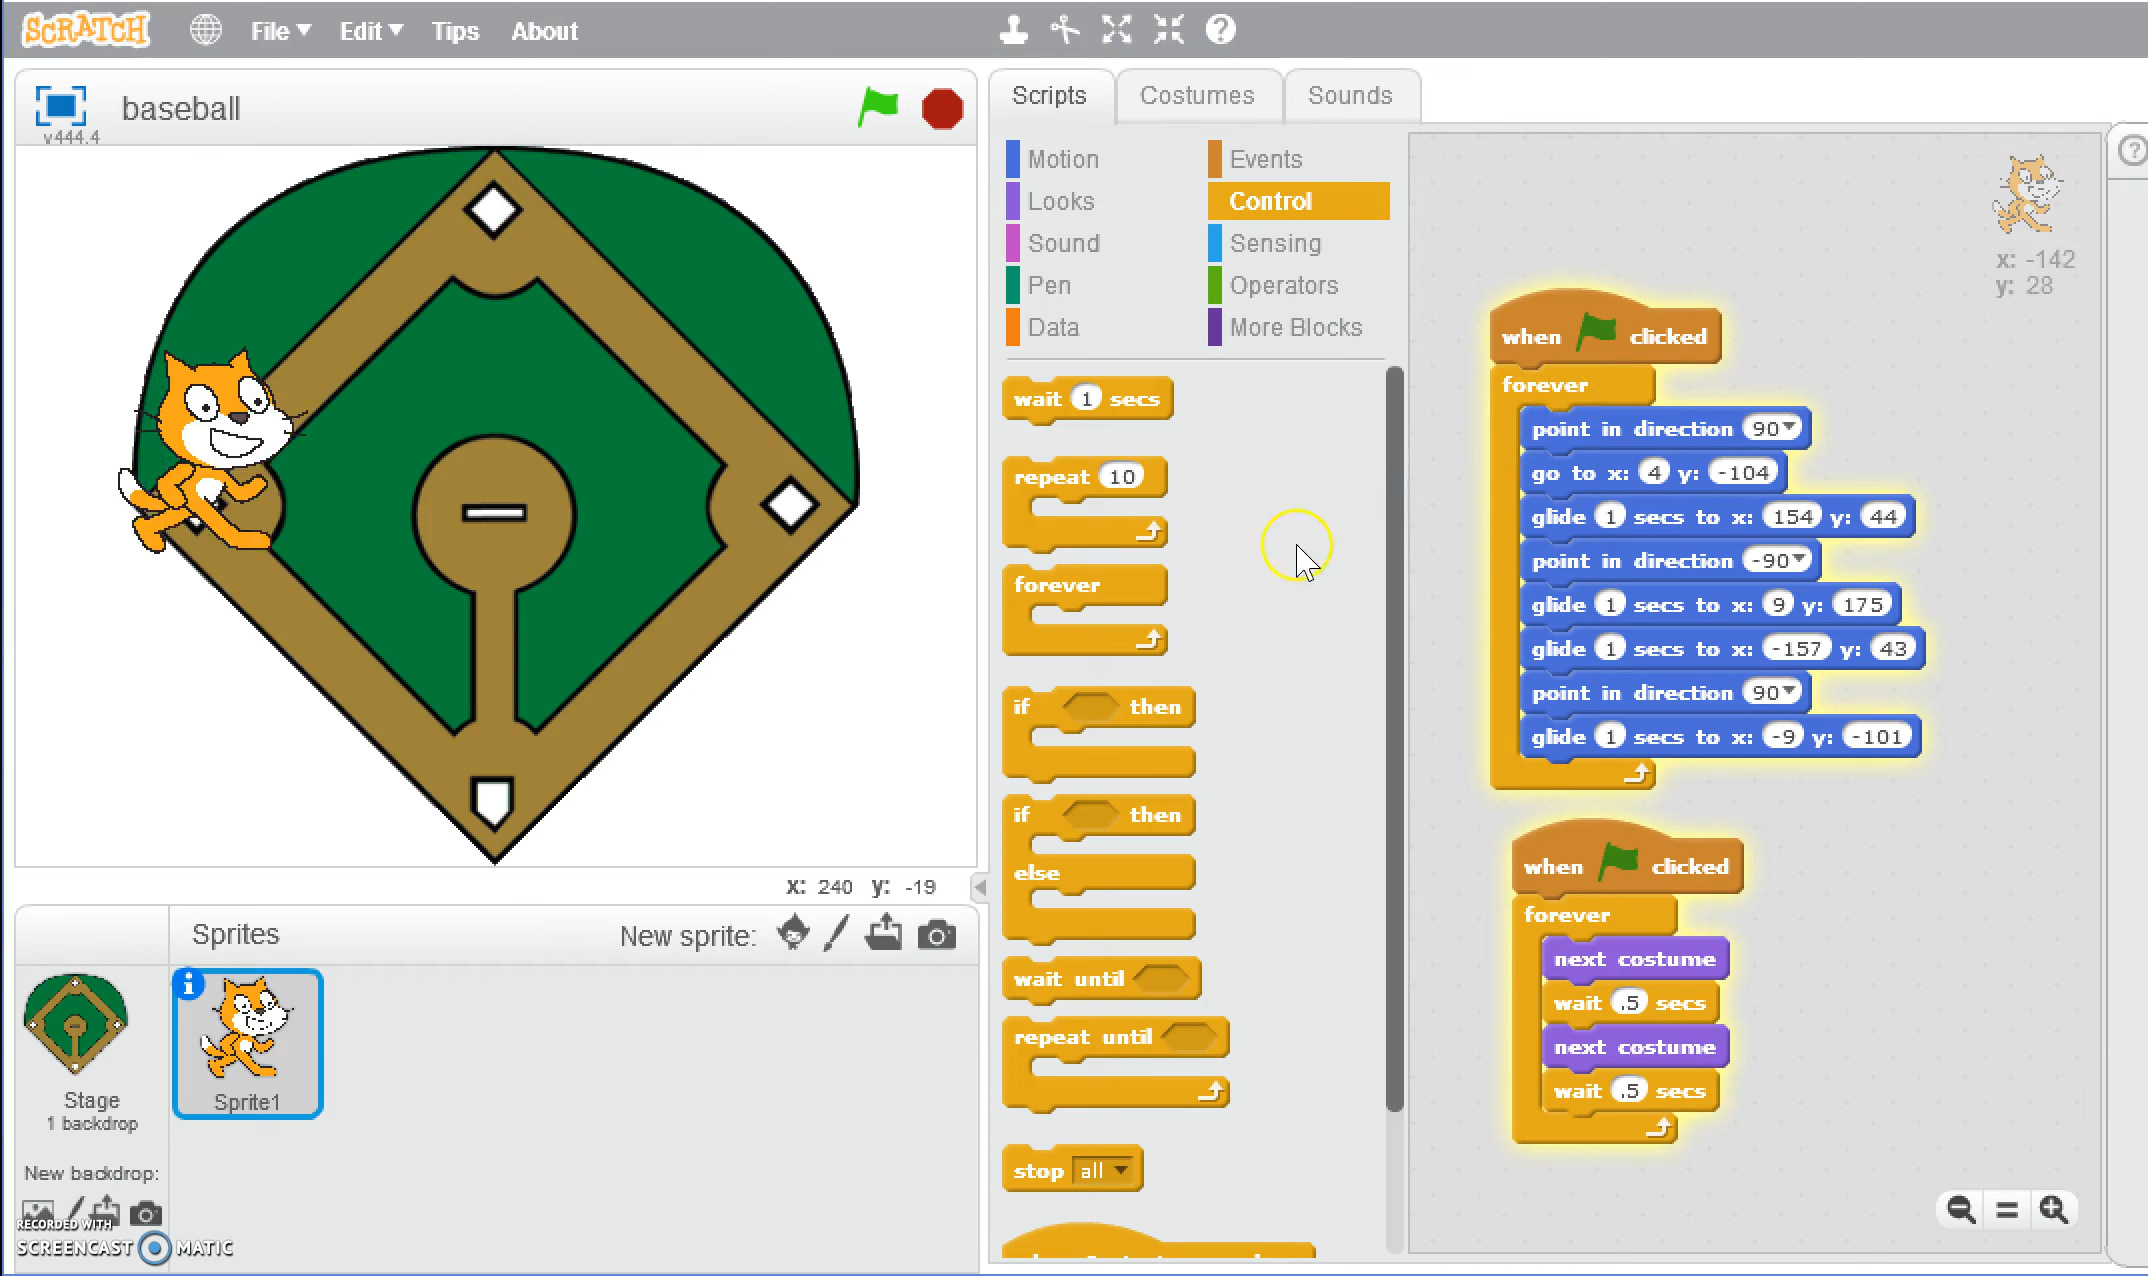 SCRATCH File Edit Tips About
baseball
v444.4
x: 240 y: -19
Sprites New sprite:
Stage
1 backdrop
New backdrop:
Sprite1
RECORDED WITH
SCREENCAST MATIC
Scripts Costumes Sounds
Motion Events
Looks Control
Sound Sensing
Pen Operators
Data More Blocks
wait 1 secs
repeat 10
forever
if then
if then
else
wait until
repeat until
stop all
x: -142
y: 28
when clicked
forever
point in direction 90
go to x: 4 y: -104
glide 1 secs to x: 154 y: 44
point in direction -90
glide 1 secs to x: 9 y: 175
glide 1 secs to x: -157 y: 43
point in direction 90
glide 1 secs to x: -9 y: -101
when clicked
forever
next costume
wait .5 secs
next costume
wait .5 secs